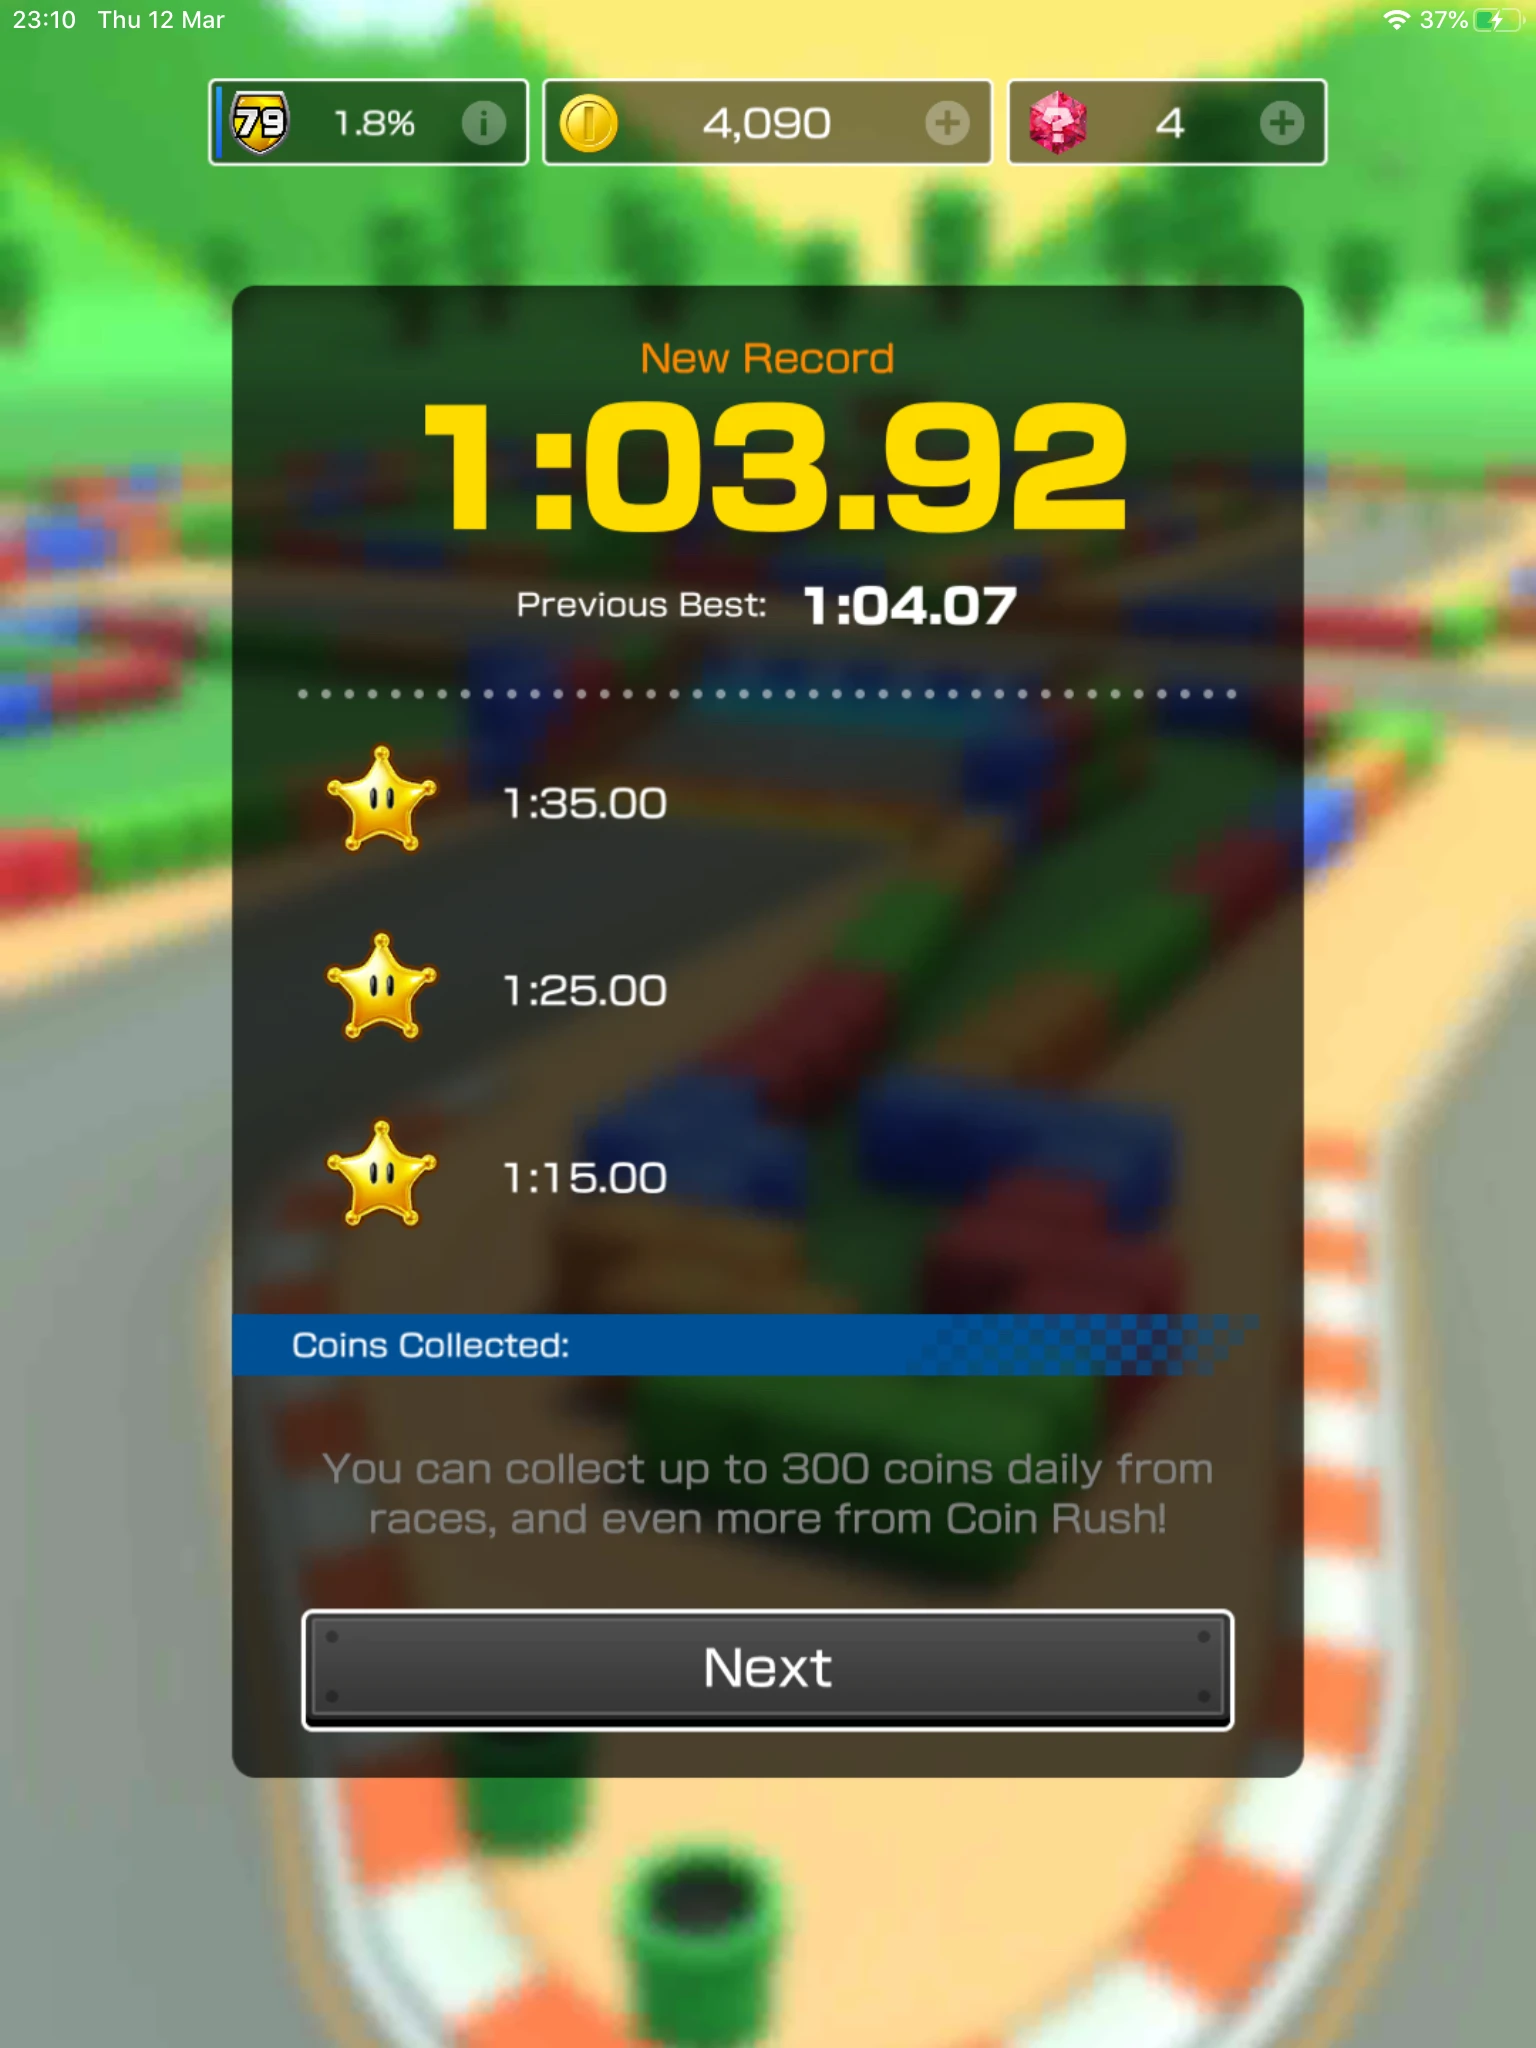 23:10 Thu 12 Mar 37%
79 1.8% i 4,090 + ? 4 +
New Record
1:03.92
Previous Best: 1:04.07
1:35.00
1:25.00
1:15.00
Coins Collected:
You can collect up to 300 coins daily from
races, and even more from Coin Rush!
Next